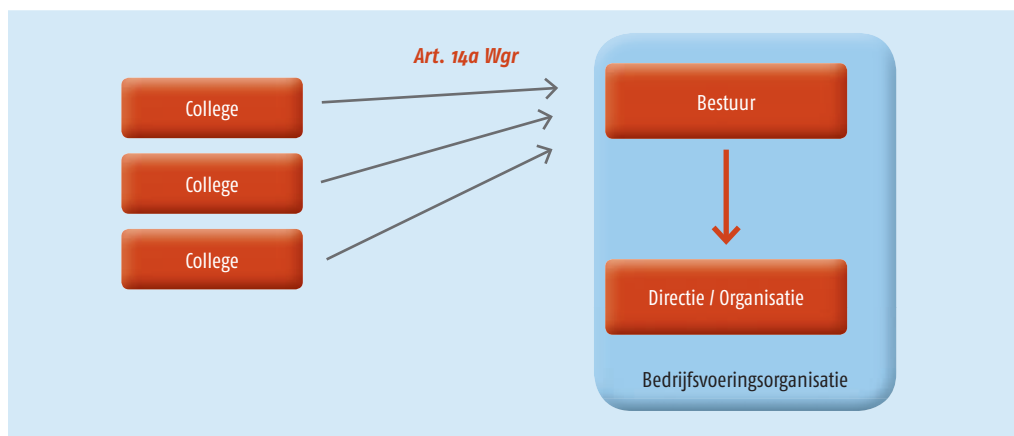 Art. 14a Wgr
College
College
College
Bestuur
Directie / Organisatie
Bedrijfsvoeringsorganisatie